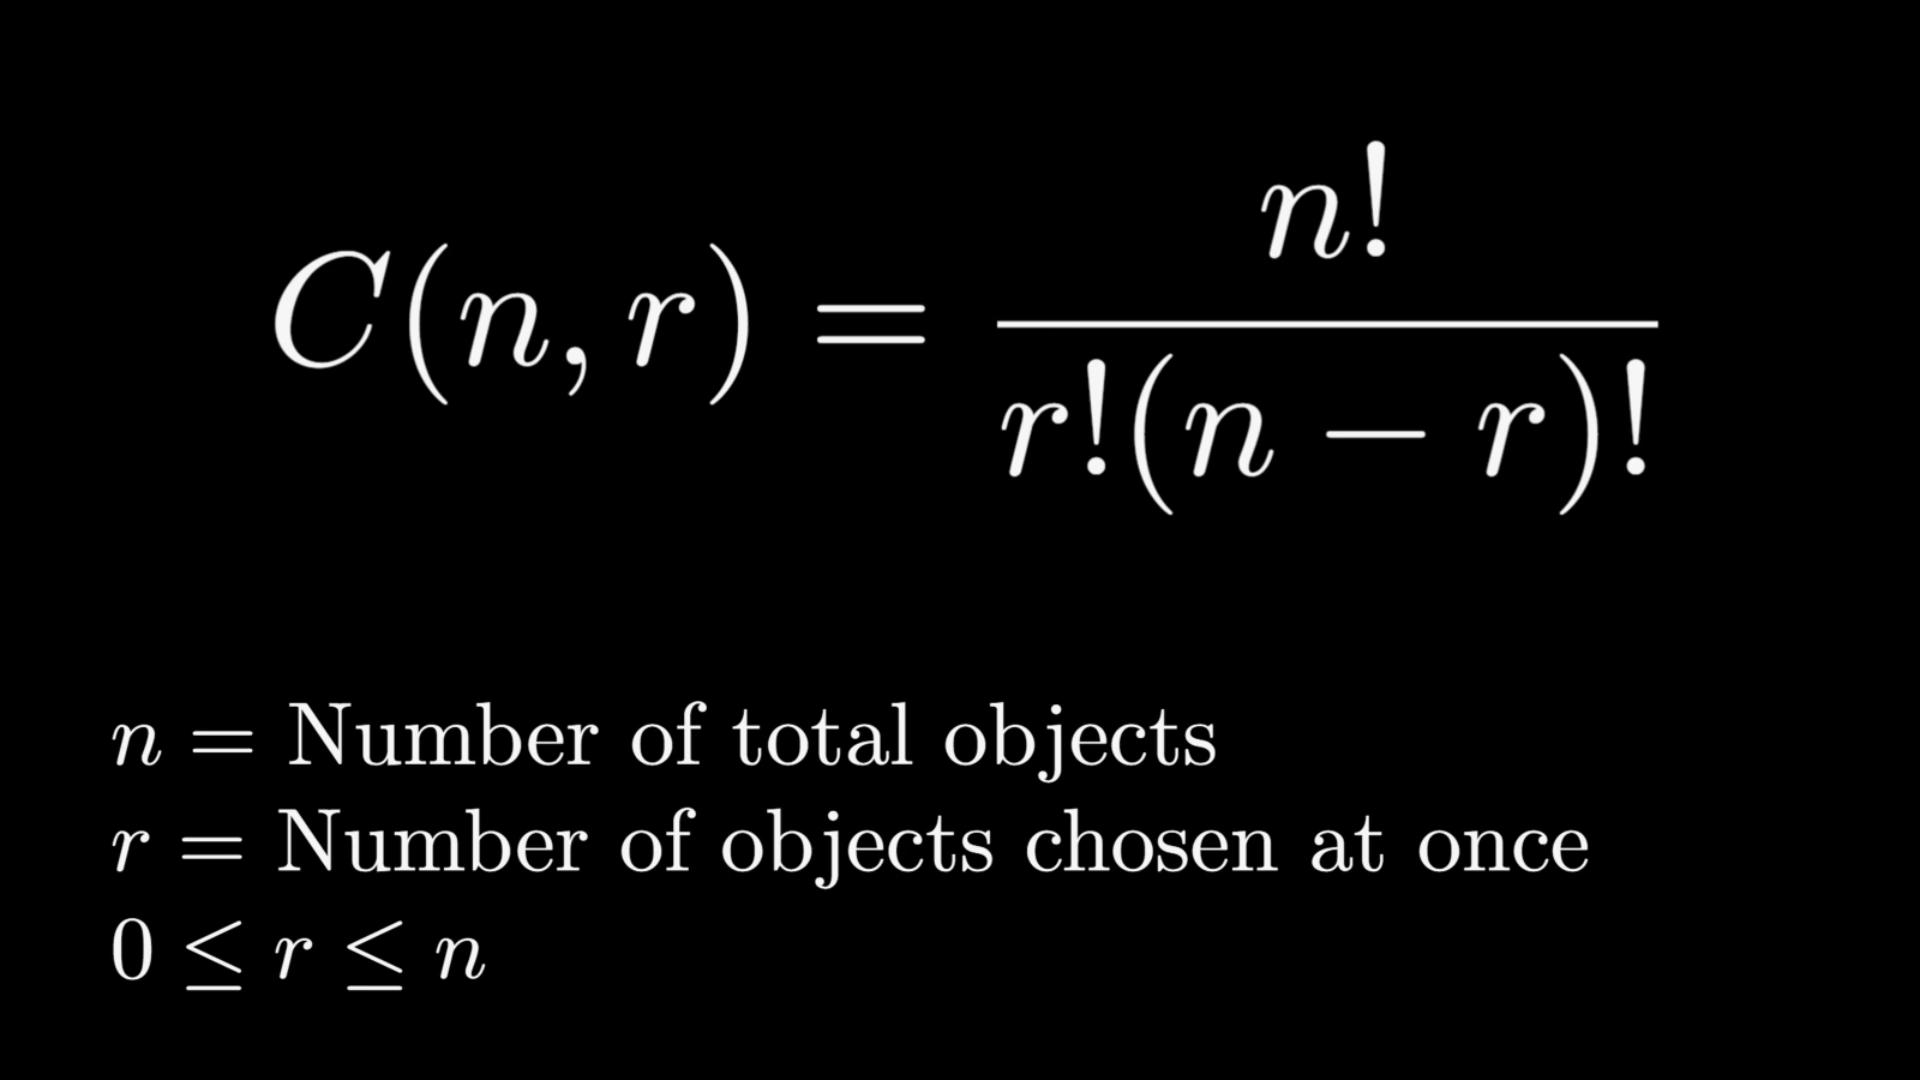 C(n, r) = n! / r!(n − r)!
n = Number of total objects
r = Number of objects chosen at once
0 ≤ r ≤ n